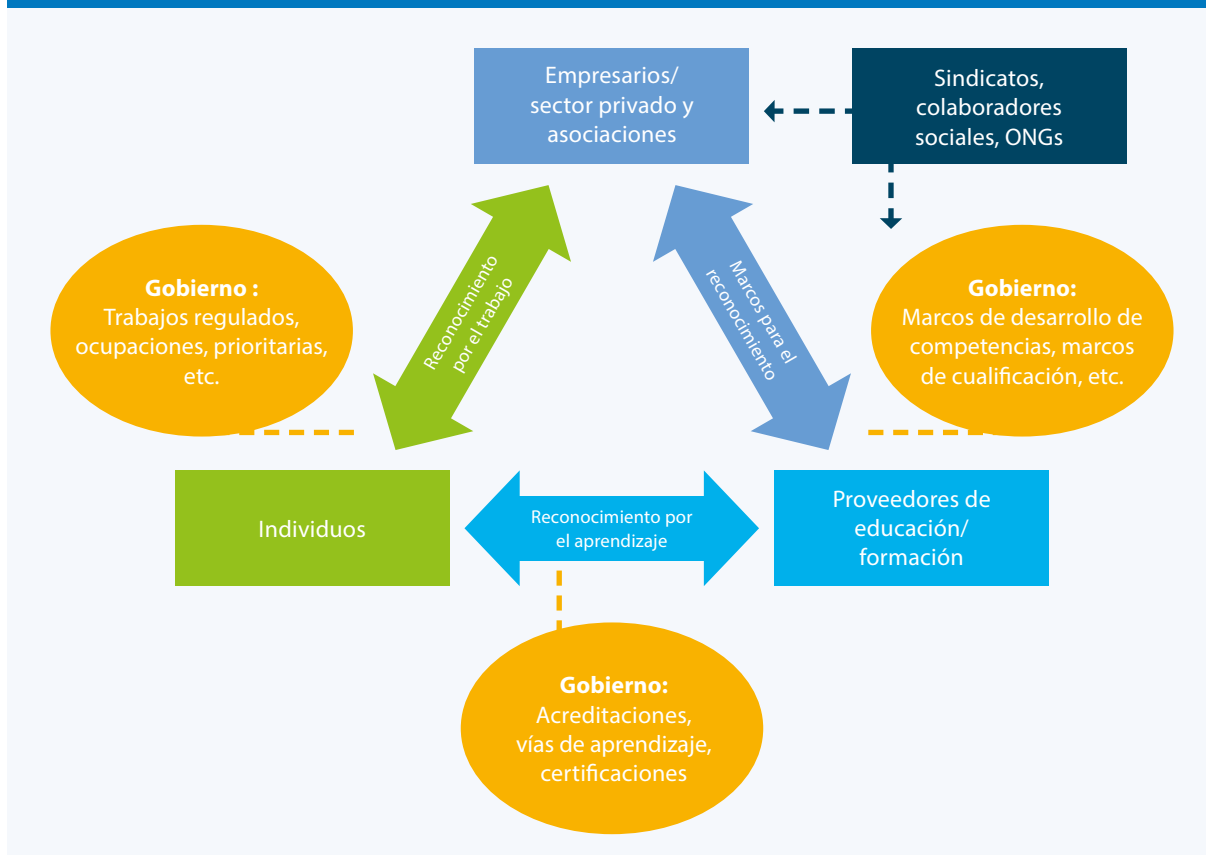 Empresarios/
sector privado y
asociaciones
Sindicatos,
colaboradores
sociales, ONGs
Reconocimiento
por el trabajo
Marcos para el
reconocimiento
Gobierno :
Trabajos regulados,
ocupaciones, prioritarias,
etc.
Gobierno:
Marcos de desarrollo de
competencias, marcos
de cualificación, etc.
Individuos
Reconocimiento por
el aprendizaje
Proveedores de
educación/
formación
Gobierno:
Acreditaciones,
vías de aprendizaje,
certificaciones